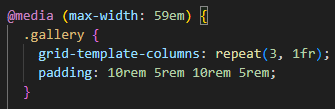 @media (max-width: 59em) {
.gallery {
grid-template-columns: repeat(3, 1fr);
padding: 10rem 5rem 10rem 5rem;
}